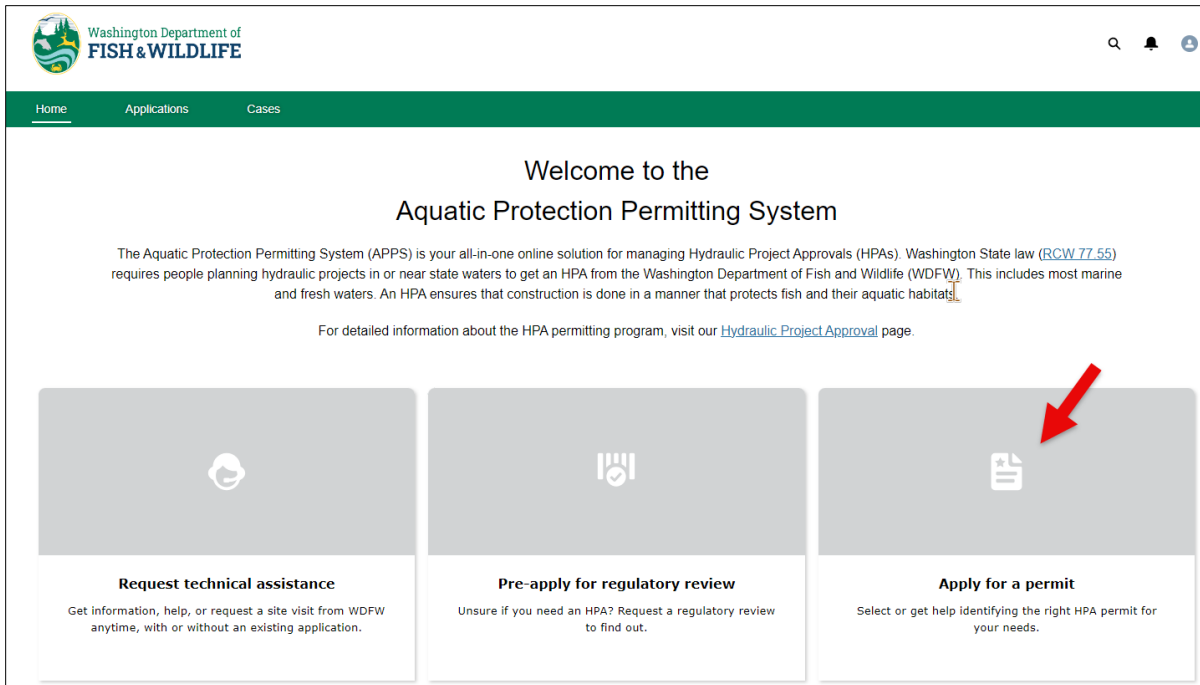 Washington Department of
FISH & WILDLIFE
Home
Applications
Cases
Welcome to the
Aquatic Protection Permitting System
The Aquatic Protection Permitting System (APPS) is your all-in-one online solution for managing Hydraulic Project Approvals (HPAs). Washington State law (RCW 77.55)
requires people planning hydraulic projects in or near state waters to get an HPA from the Washington Department of Fish and Wildlife (WDFW). This includes most marine
and fresh waters. An HPA ensures that construction is done in a manner that protects fish and their aquatic habitats.
For detailed information about the HPA permitting program, visit our Hydraulic Project Approval page.
Request technical assistance
Get information, help, or request a site visit from WDFW
anytime, with or without an existing application.
Pre-apply for regulatory review
Unsure if you need an HPA? Request a regulatory review
to find out.
Apply for a permit
Select or get help identifying the right HPA permit for
your needs.